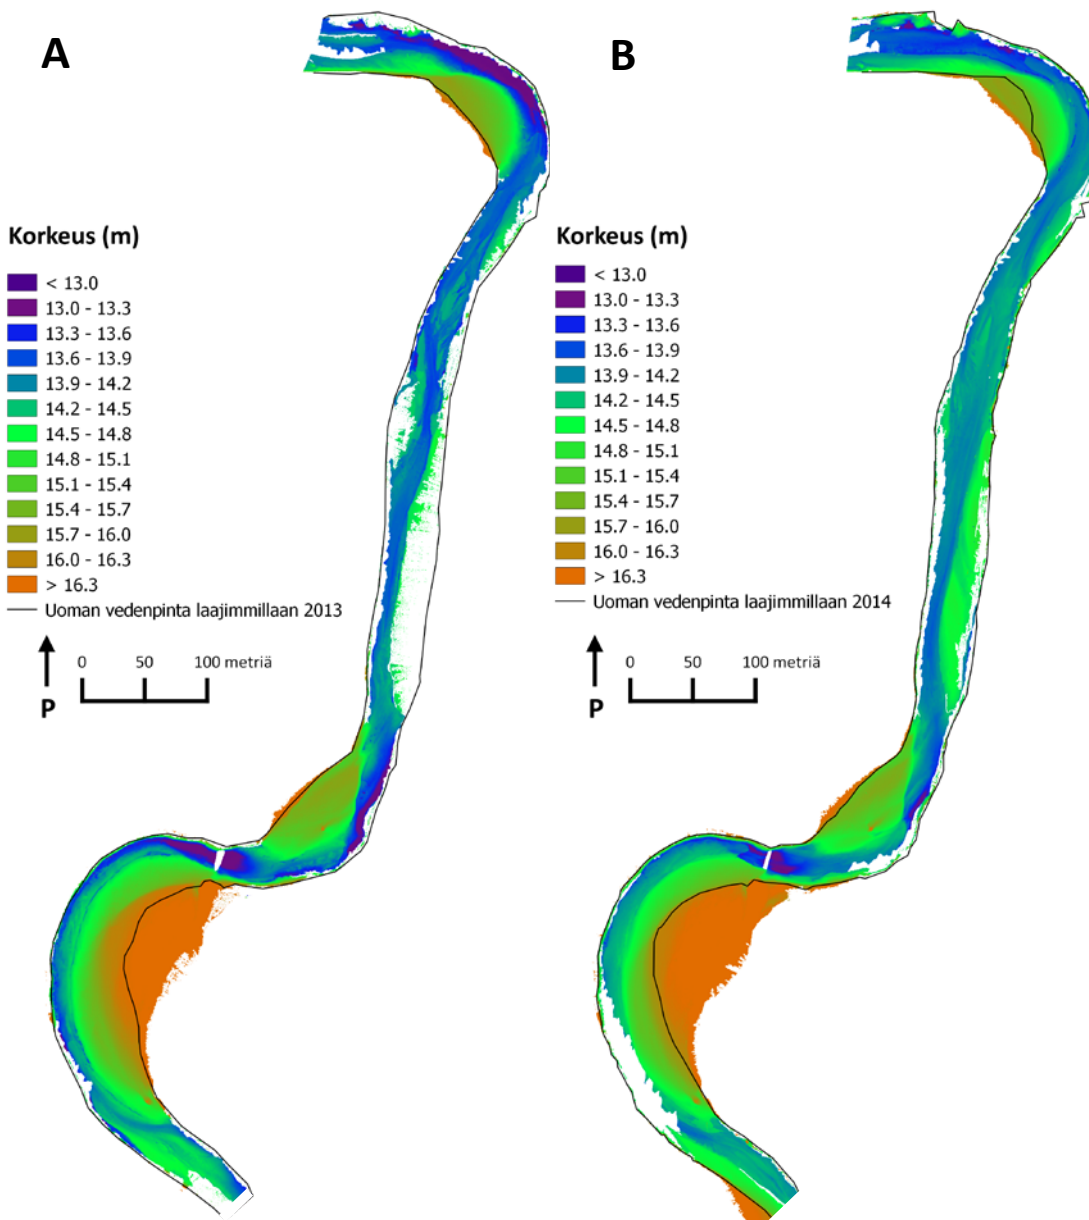 A
Korkeus (m)
< 13.0
13.0 - 13.3
13.3 - 13.6
13.6 - 13.9
13.9 - 14.2
14.2 - 14.5
14.5 - 14.8
14.8 - 15.1
15.1 - 15.4
15.4 - 15.7
15.7 - 16.0
16.0 - 16.3
> 16.3
Uoman vedenpinta laajimmillaan 2013
0 50 100 metriä
P
B
Korkeus (m)
< 13.0
13.0 - 13.3
13.3 - 13.6
13.6 - 13.9
13.9 - 14.2
14.2 - 14.5
14.5 - 14.8
14.8 - 15.1
15.1 - 15.4
15.4 - 15.7
15.7 - 16.0
16.0 - 16.3
> 16.3
Uoman vedenpinta laajimmillaan 2014
0 50 100 metriä
P